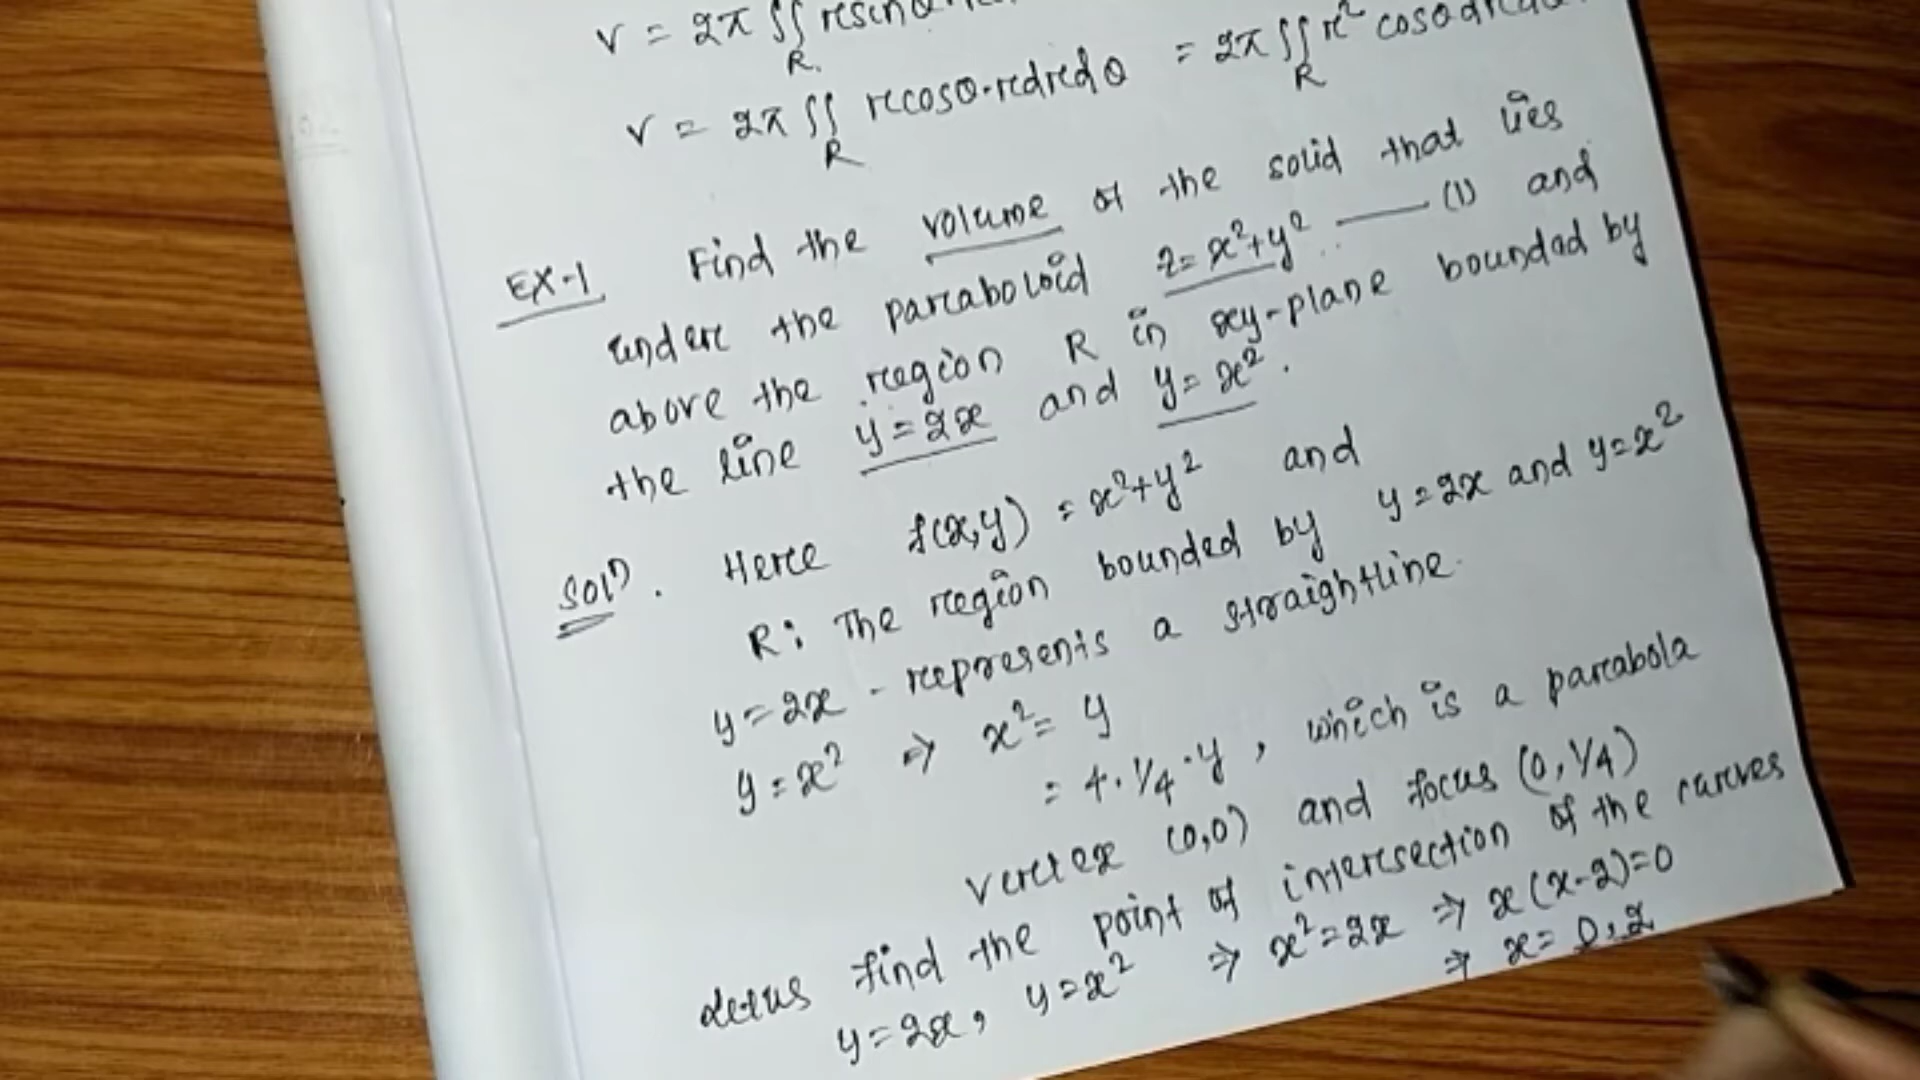 V = 2π ∬ r sinθ
R.
V = 2π ∬ r cosθ · r dr dθ = 2π ∬ r² cosθ dr dθ
R R
EX-1 Find the volume of the solid that lies
under the paraboloid z = x²+y² —— (1) and
above the region R in xy-plane bounded by
the line y = 2x and y = x².
Solⁿ. Here f(x,y) = x²+y² and
R: The region bounded by y = 2x and y = x²
y = 2x - represents a straightline.
y = x² ⇒ x² = y
= 4 · 1/4 · y, which is a parabola
vertex (0,0) and focus (0, 1/4)
Let us find the point of intersection of the curves
y = 2x, y = x² ⇒ x² = 2x ⇒ x(x-2) = 0
⇒ x = 0, 2